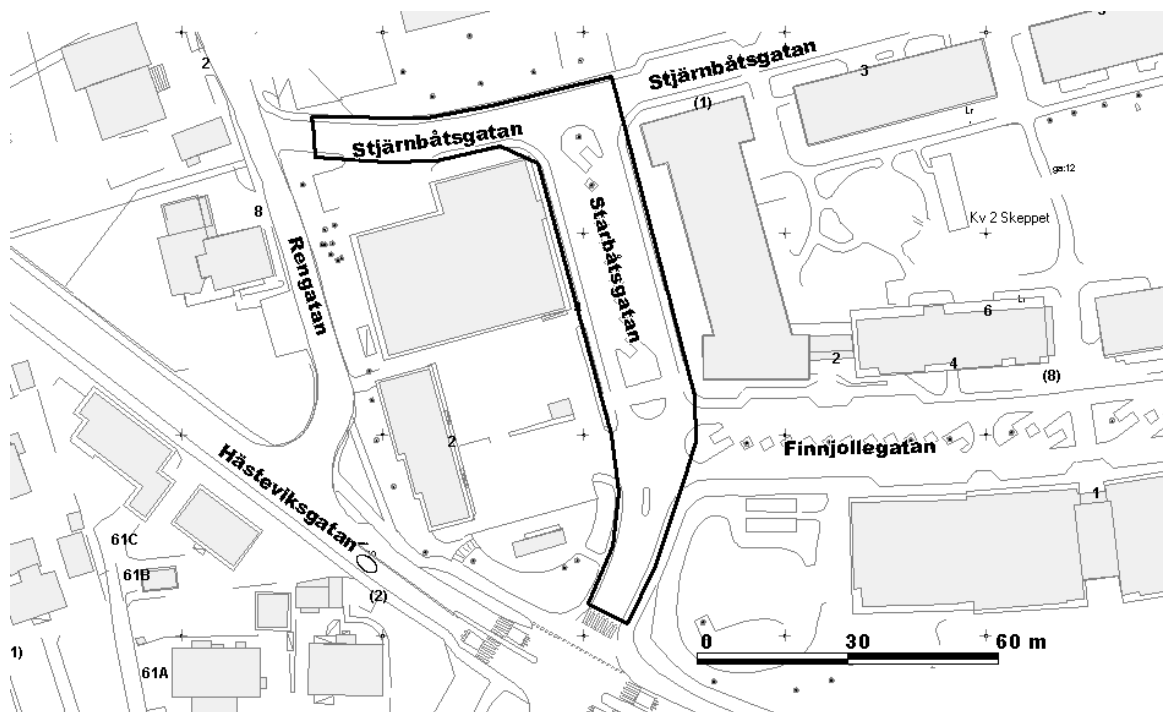 2
Stjärnbåtsgatan
3
(1)
Lr
Stjärnbåtsgatan
ga:12
8
Kv 2 Skeppet
Starbåtsgatan
Rengatan
Lr
6
2
4
(8)
2
Finnjollegatan
Hästeviksgatan
1
61C
61B
(2)
1)
61A
0 30 60 m